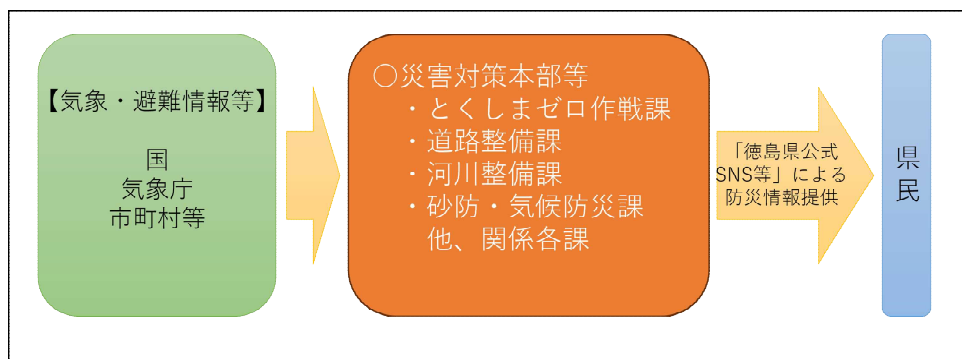 【気象・避難情報等】
国
気象庁
市町村等
○災害対策本部等
・とくしまゼロ作戦課
・道路整備課
・河川整備課
・砂防・気候防災課
他、関係各課
「徳島県公式
SNS等」による
防災情報提供
県民